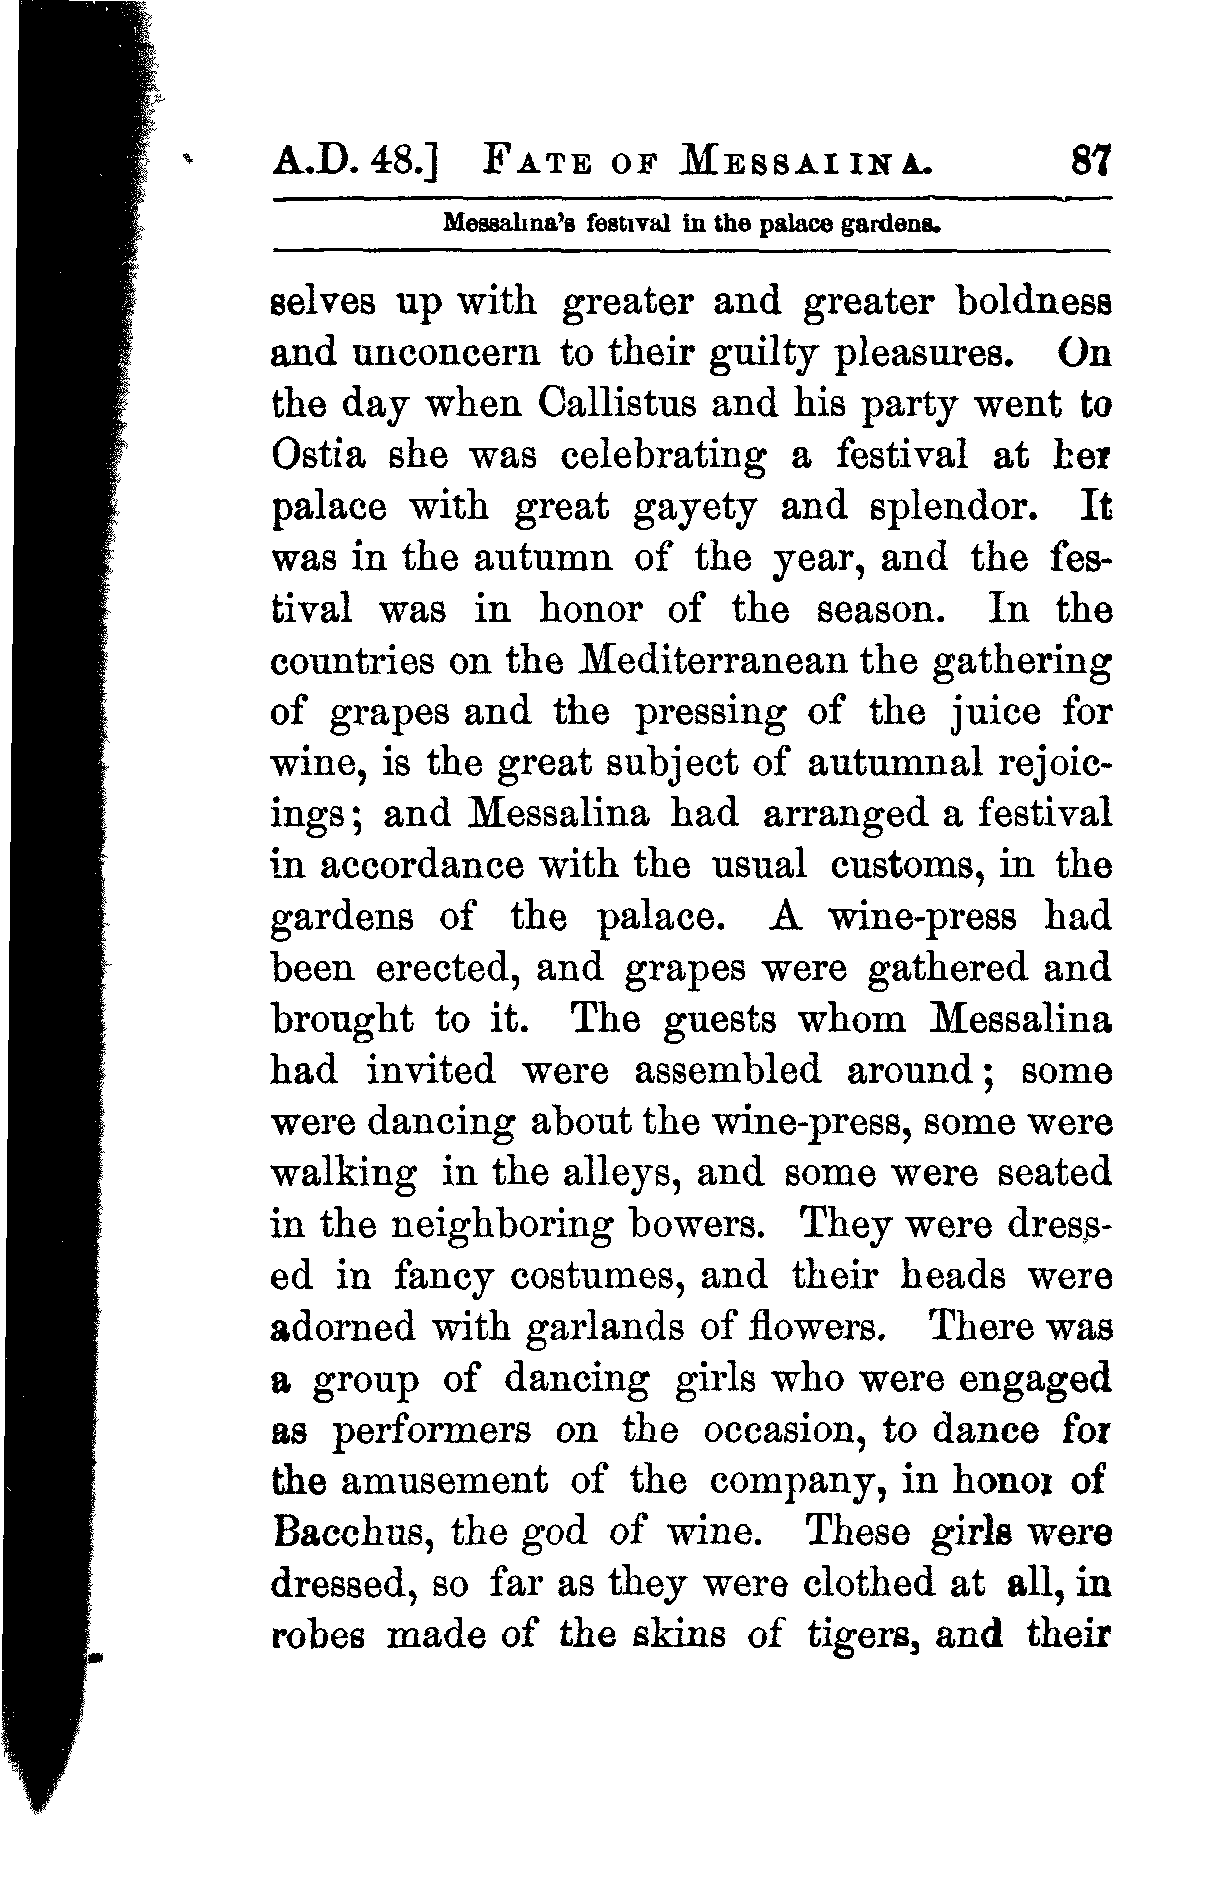 A.D. 48.] FATE OF MESSALINA. 87
Messalina's festival in the palace gardens.
selves up with greater and greater boldness
and unconcern to their guilty pleasures. On
the day when Callistus and his party went to
Ostia she was celebrating a festival at her
palace with great gayety and splendor. It
was in the autumn of the year, and the fes-
tival was in honor of the season. In the
countries on the Mediterranean the gathering
of grapes and the pressing of the juice for
wine, is the great subject of autumnal rejoic-
ings; and Messalina had arranged a festival
in accordance with the usual customs, in the
gardens of the palace. A wine-press had
been erected, and grapes were gathered and
brought to it. The guests whom Messalina
had invited were assembled around; some
were dancing about the wine-press, some were
walking in the alleys, and some were seated
in the neighboring bowers. They were dress-
ed in fancy costumes, and their heads were
adorned with garlands of flowers. There was
a group of dancing girls who were engaged
as performers on the occasion, to dance for
the amusement of the company, in honor of
Bacchus, the god of wine. These girls were
dressed, so far as they were clothed at all, in
robes made of the skins of tigers, and their